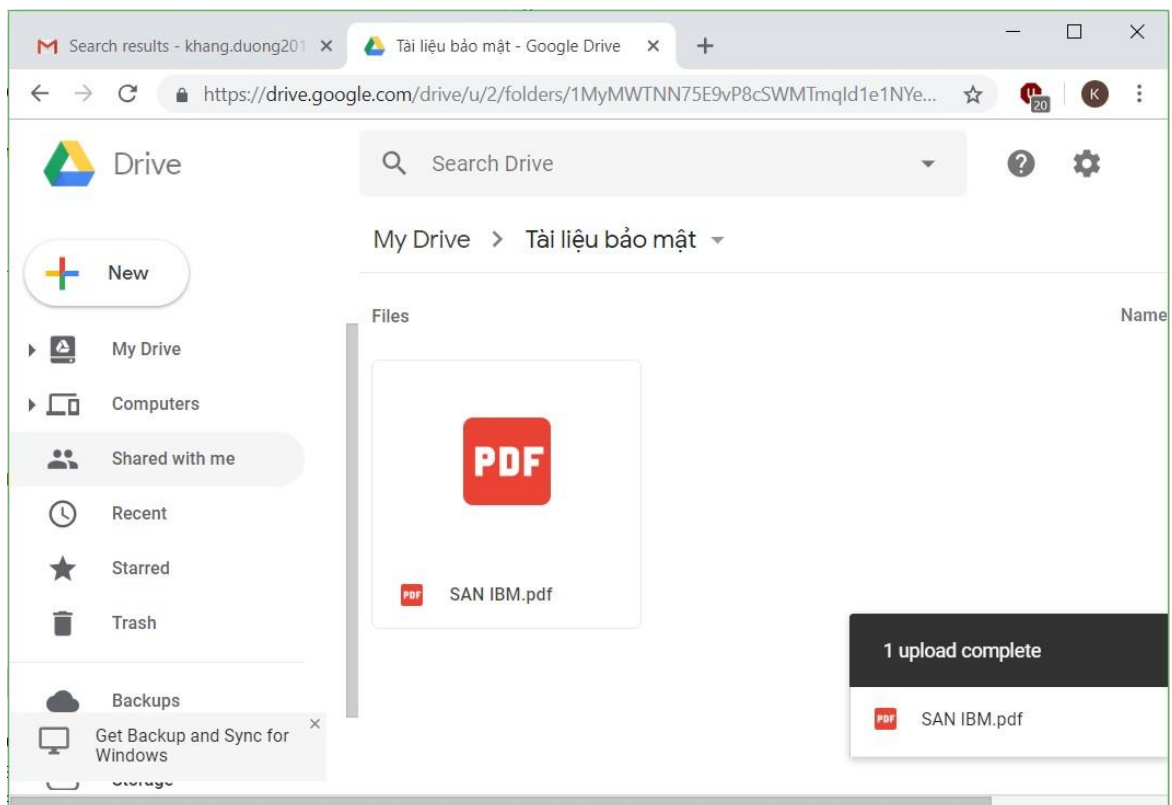 Search results - khang.duong201
Tài liệu bảo mật - Google Drive
https://drive.google.com/drive/u/2/folders/1MyMWTNN75E9vP8cSWMTmqId1e1NYe...
20
K
Drive
Search Drive
My Drive > Tài liệu bảo mật
New
Files
Name
My Drive
Computers
Shared with me
Recent
Starred
Trash
Backups
PDF
PDF SAN IBM.pdf
1 upload complete
PDF SAN IBM.pdf
Get Backup and Sync for
Windows
Storage